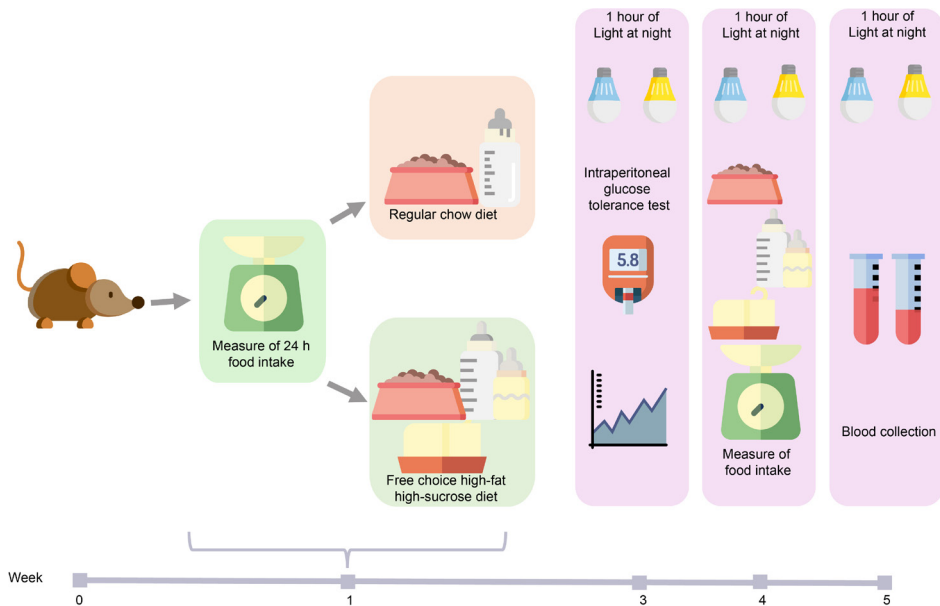 1 hour of
Light at night
1 hour of
Light at night
1 hour of
Light at night
Regular chow diet
Intraperitoneal
glucose
tolerance test
5.8
Measure of 24 h
food intake
Free choice high-fat
high-sucrose diet
Measure of
food intake
Blood collection
Week
0
1
3
4
5